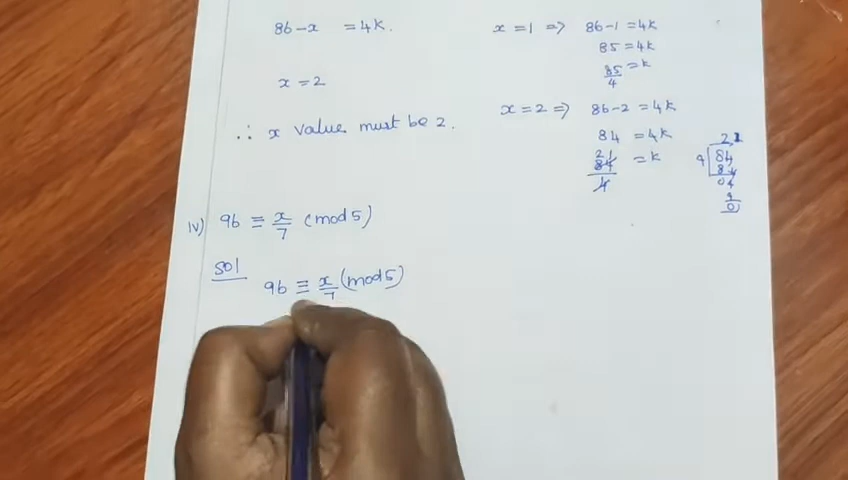 86-x = 4k.
x = 2
∴ x value must be 2.
x = 1 ⇒ 86-1 = 4k
85 = 4k
85/4 = k
x = 2 ⇒ 86-2 = 4k
84 = 4k
21
84/4 = k
21
4 84
84
04
4
0
iv) 96 ≡ x/7 (mod 5)
Sol
96 ≡ x/7 (mod 5)